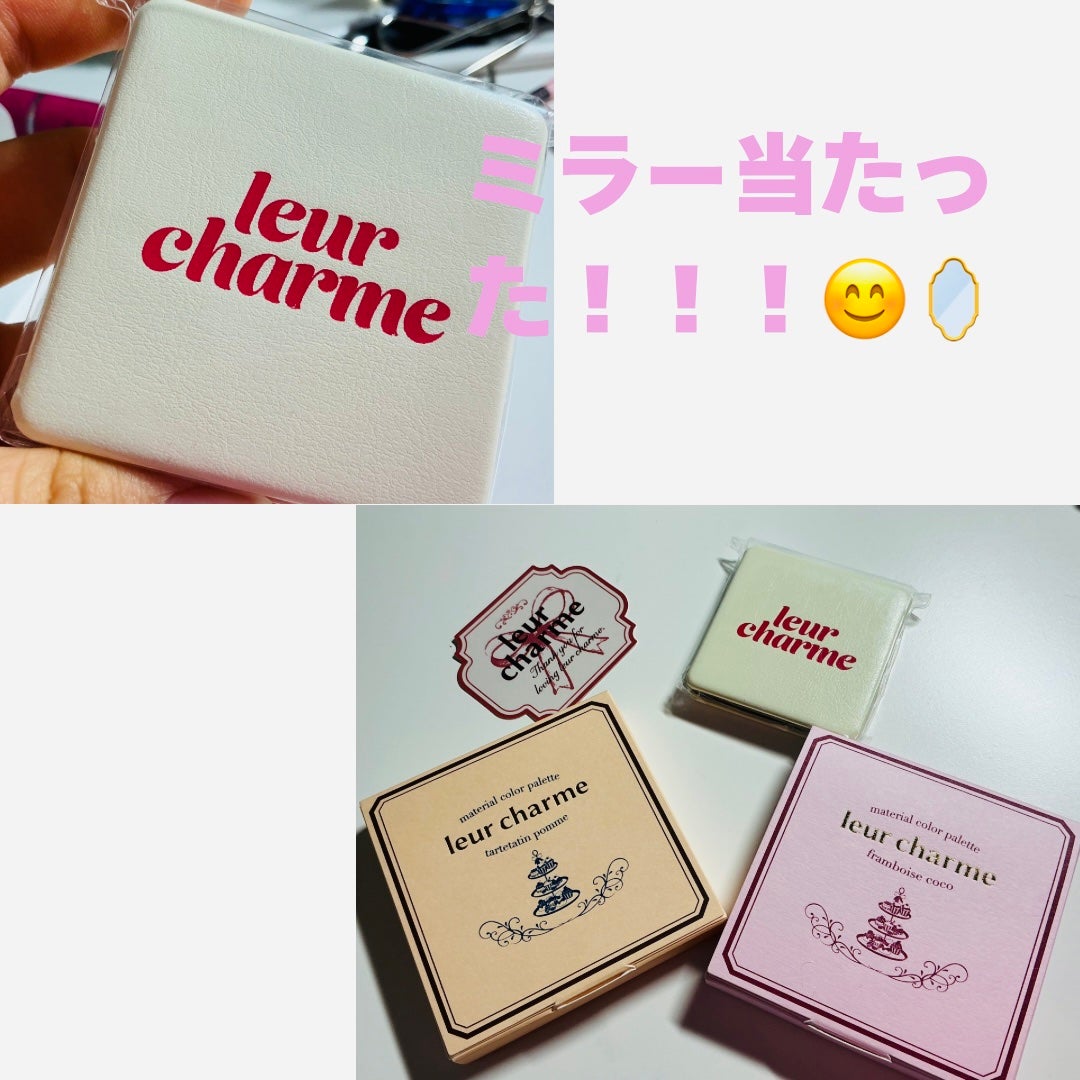 leur
charme
ミラー当たっ
た！！！😊🪞
leur
charme
Thank you for
loving leur charme.
leur
charme
material color palette
leur charme
tartetatin pomme
material color palette
leur charme
framboise coco